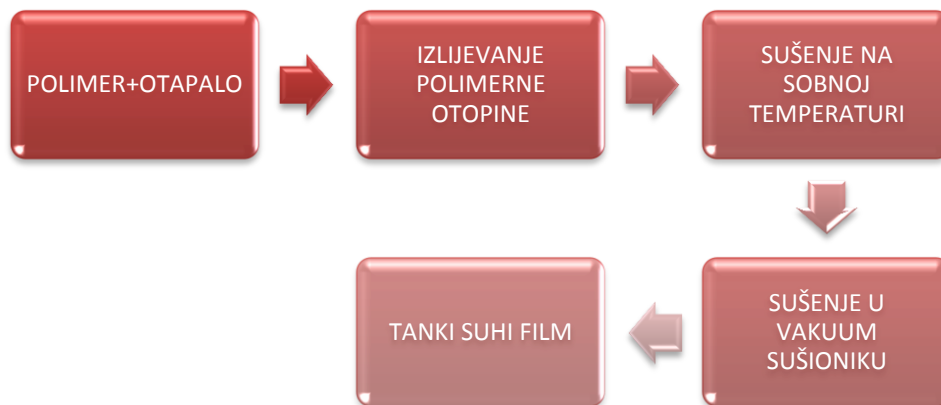 POLIMER+OTAPALO
IZLIJEVANJE
POLIMERNE
OTOPINE
SUŠENJE NA
SOBNOJ
TEMPERATURI
SUŠENJE U
VAKUUM
SUŠIONIKU
TANKI SUHI FILM